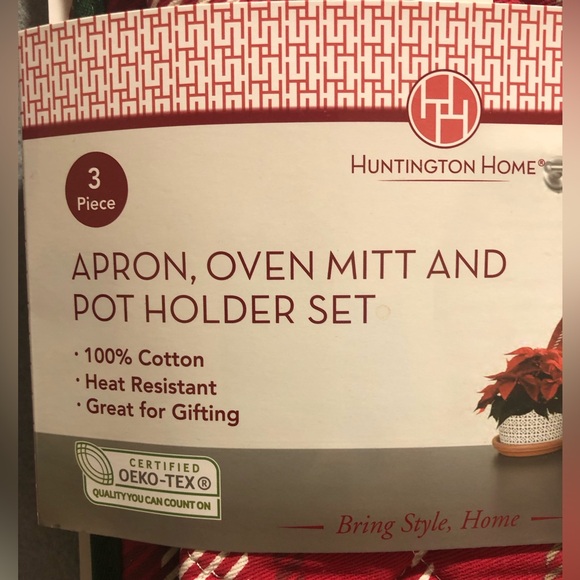 HUNTINGTON HOME®
3
Piece
APRON, OVEN MITT AND
POT HOLDER SET
· 100% Cotton
· Heat Resistant
· Great for Gifting
CERTIFIED
OEKO-TEX®
QUALITY YOU CAN COUNT ON
Bring Style, Home